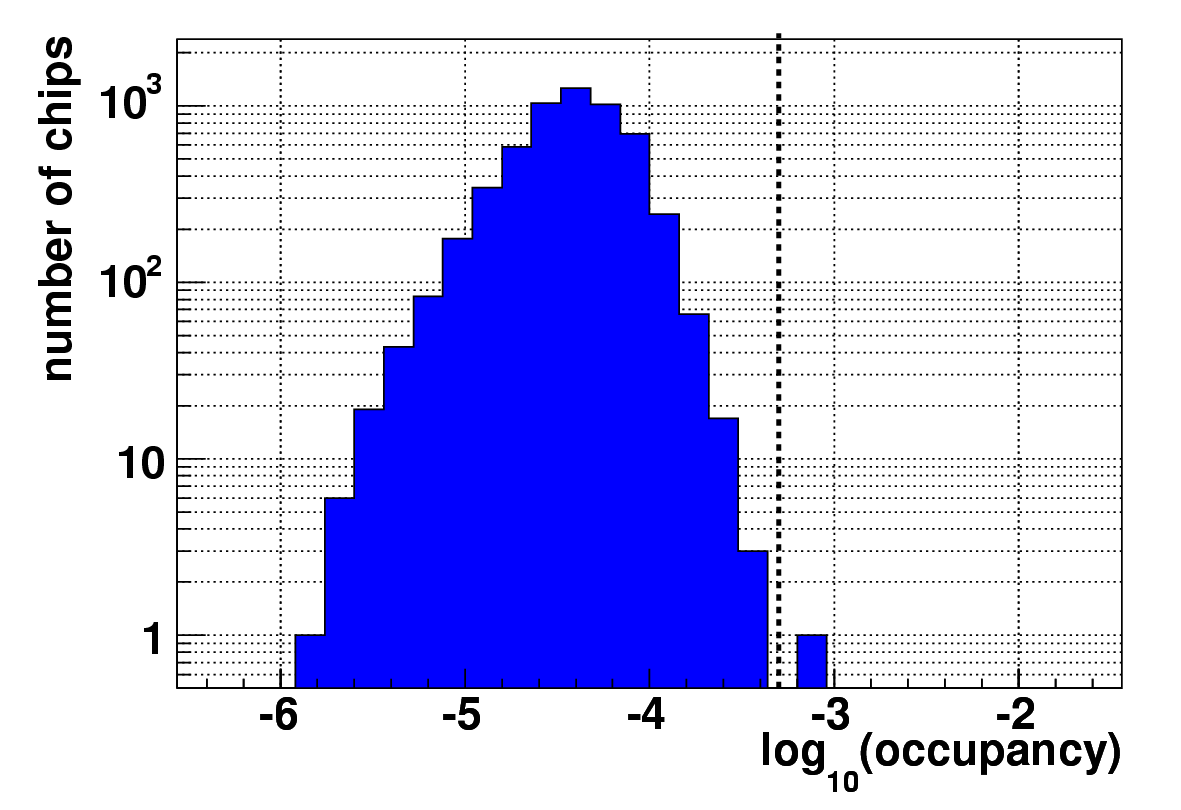 number of chips
10³
10²
10
1
-6 -5 -4 -3 -2
log₁₀(occupancy)